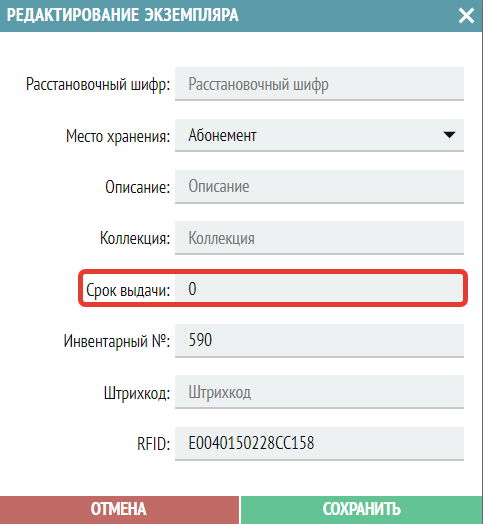 РЕДАКТИРОВАНИЕ ЭКЗЕМПЛЯРА
Расстановочный шифр: Расстановочный шифр
Место хранения: Абонемент
Описание: Описание
Коллекция: Коллекция
Срок выдачи: 0
Инвентарный №: 590
Штрихкод: Штрихкод
RFID: E0040150228CC158
ОТМЕНА СОХРАНИТЬ